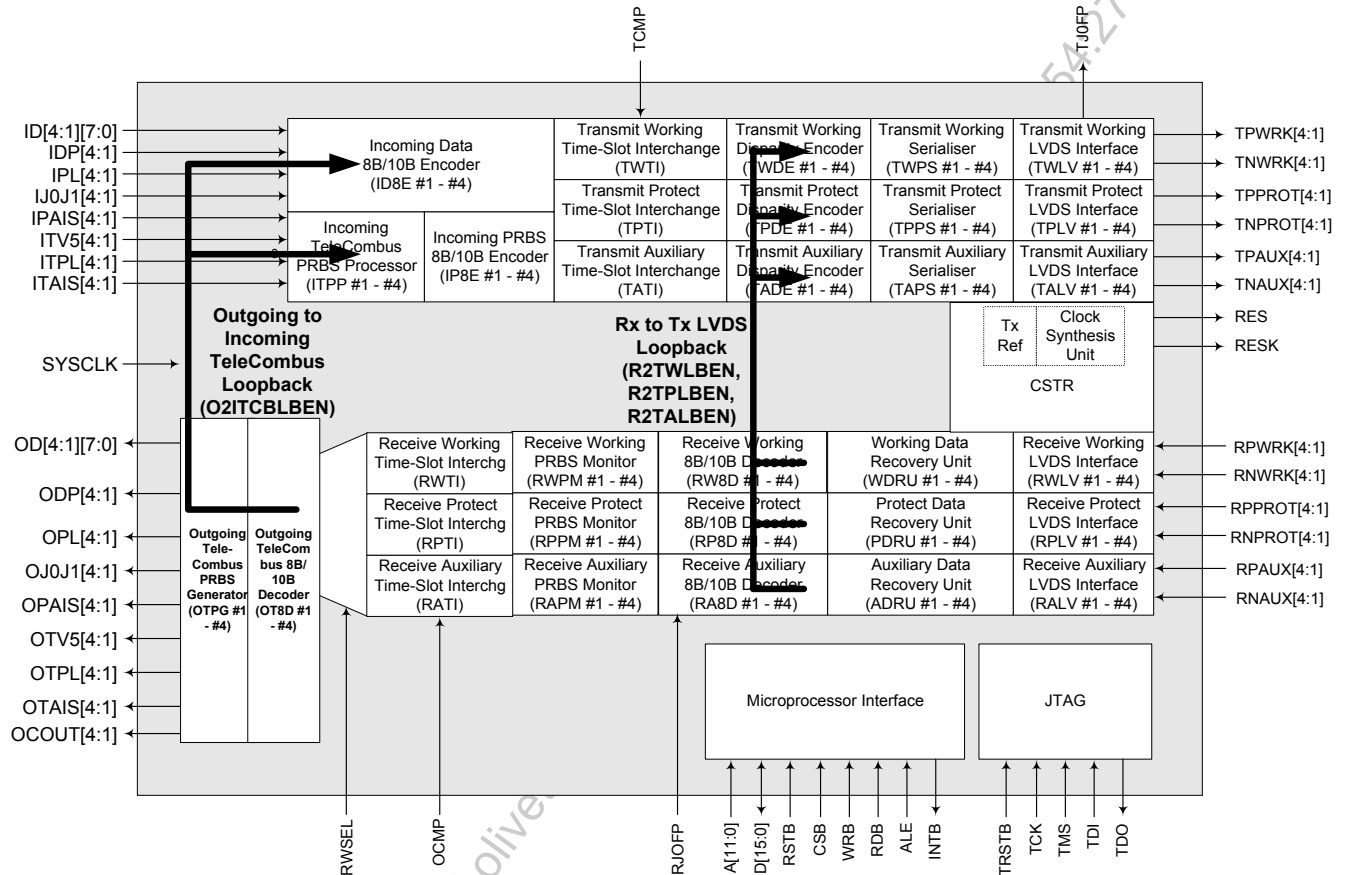 54.27
TCMP
TJ0FP
ID[4:1][7:0]
IDP[4:1]
IPL[4:1]
IJ0J1[4:1]
IPAIS[4:1]
ITV5[4:1]
ITPL[4:1]
ITAIS[4:1]
SYSCLK
OD[4:1][7:0]
ODP[4:1]
OPL[4:1]
OJ0J1[4:1]
OPAIS[4:1]
OTV5[4:1]
OTPL[4:1]
OTAIS[4:1]
OCOUT[4:1]
Incoming Data
8B/10B Encoder
(ID8E #1 - #4)
Incoming
TeleCombus
PRBS Processor
(ITPP #1 - #4)
Incoming PRBS
8B/10B Encoder
(IP8E #1 - #4)
Transmit Working
Time-Slot Interchange
(TWTI)
Transmit Protect
Time-Slot Interchange
(TPTI)
Transmit Auxiliary
Time-Slot Interchange
(TATI)
Transmit Working
Disparity Encoder
(TWDE #1 - #4)
Transmit Protect
Disparity Encoder
(TPDE #1 - #4)
Transmit Auxiliary
Disparity Encoder
(TADE #1 - #4)
Transmit Working
Serialiser
(TWPS #1 - #4)
Transmit Protect
Serialiser
(TPPS #1 - #4)
Transmit Auxiliary
Serialiser
(TAPS #1 - #4)
Transmit Working
LVDS Interface
(TWLV #1 - #4)
Transmit Protect
LVDS Interface
(TPLV #1 - #4)
Transmit Auxiliary
LVDS Interface
(TALV #1 - #4)
TPWRK[4:1]
TNWRK[4:1]
TPPROT[4:1]
TNPROT[4:1]
TPAUX[4:1]
TNAUX[4:1]
RES
RESK
Tx
Ref
Clock
Synthesis
Unit
CSTR
Outgoing to
Incoming
TeleCombus
Loopback
(O2ITCBLBEN)
Rx to Tx LVDS
Loopback
(R2TWLBEN,
R2TPLBEN,
R2TALBEN)
Outgoing
Tele-
Combus
PRBS
Generator
(OTPG #1
- #4)
Outgoing
TeleCom
bus 8B/
10B
Decoder
(OT8D #1
- #4)
Receive Working
Time-Slot Interchg
(RWTI)
Receive Protect
Time-Slot Interchg
(RPTI)
Receive Auxiliary
Time-Slot Interchg
(RATI)
Receive Working
PRBS Monitor
(RWPM #1 - #4)
Receive Protect
PRBS Monitor
(RPPM #1 - #4)
Receive Auxiliary
PRBS Monitor
(RAPM #1 - #4)
Receive Working
8B/10B Decoder
(RW8D #1 - #4)
Receive Protect
8B/10B Decoder
(RP8D #1 - #4)
Receive Auxiliary
8B/10B Decoder
(RA8D #1 - #4)
Working Data
Recovery Unit
(WDRU #1 - #4)
Protect Data
Recovery Unit
(PDRU #1 - #4)
Auxiliary Data
Recovery Unit
(ADRU #1 - #4)
Receive Working
LVDS Interface
(RWLV #1 - #4)
Receive Protect
LVDS Interface
(RPLV #1 - #4)
Receive Auxiliary
LVDS Interface
(RALV #1 - #4)
RPWRK[4:1]
RNWRK[4:1]
RPPROT[4:1]
RNPROT[4:1]
RPAUX[4:1]
RNAUX[4:1]
Microprocessor Interface
JTAG
RWSEL
OCMP
RJOFP
A[11:0]
D[15:0]
RSTB
CSB
WRB
RDB
ALE
INTB
TRSTB
TCK
TMS
TDI
TDO